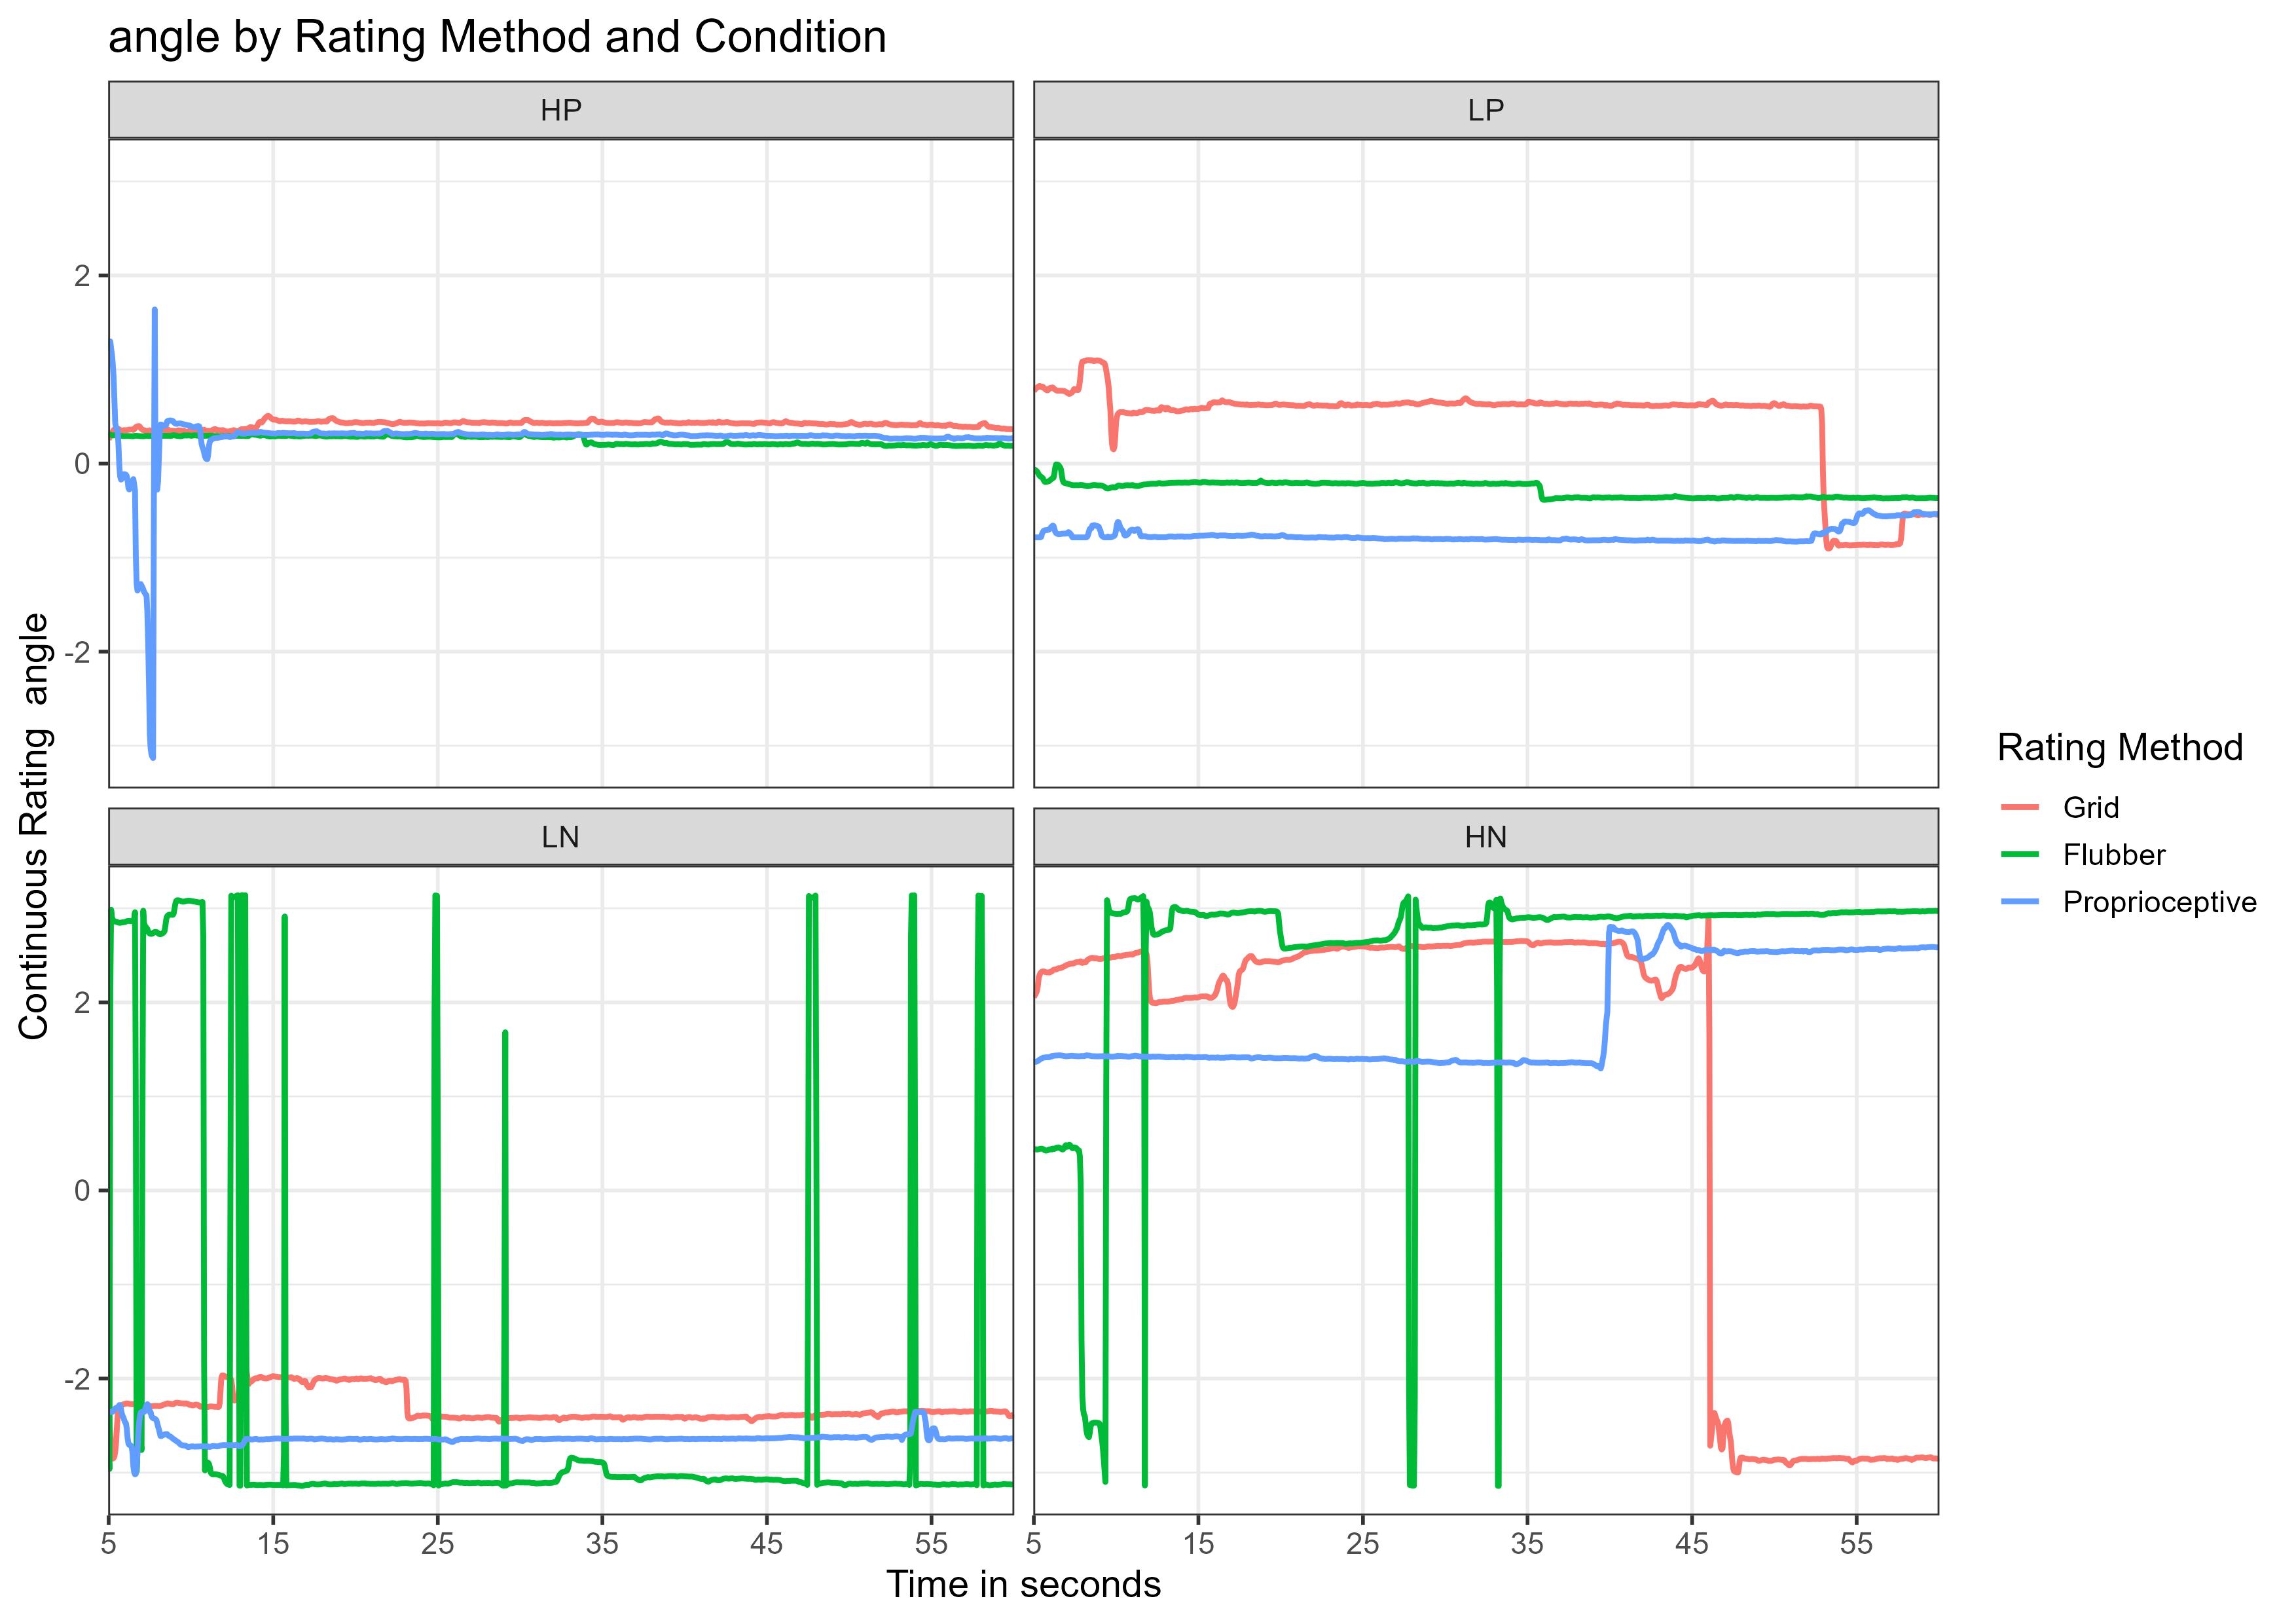 angle by Rating Method and Condition
HP
LP
2
0
-2
LN
HN
2
0
-2
5
15
25
35
45
55
5
15
25
35
45
55
Time in seconds
Continuous Rating  angle
Rating Method
Grid
Flubber
Proprioceptive